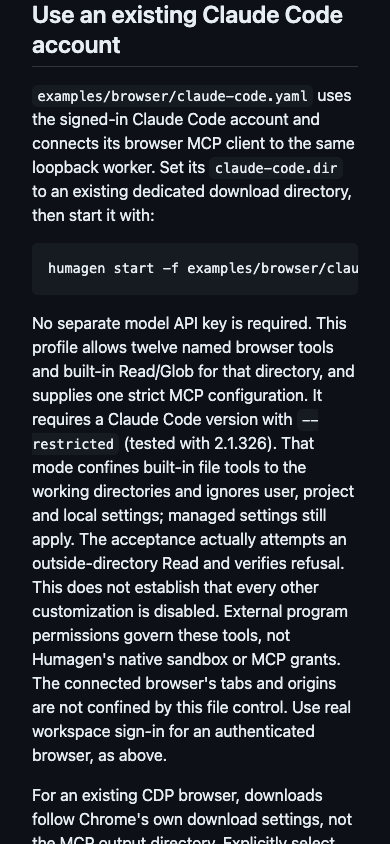 Use an existing Claude Code
account
examples/browser/claude-code.yaml uses
the signed-in Claude Code account and
connects its browser MCP client to the same
loopback worker. Set its claude-code.dir
to an existing dedicated download directory,
then start it with:
humagen start -f examples/browser/clau
No separate model API key is required. This
profile allows twelve named browser tools
and built-in Read/Glob for that directory, and
supplies one strict MCP configuration. It
requires a Claude Code version with --
restricted (tested with 2.1.326). That
mode confines built-in file tools to the
working directories and ignores user, project
and local settings; managed settings still
apply. The acceptance actually attempts an
outside-directory Read and verifies refusal.
This does not establish that every other
customization is disabled. External program
permissions govern these tools, not
Humagen's native sandbox or MCP grants.
The connected browser's tabs and origins
are not confined by this file control. Use real
workspace sign-in for an authenticated
browser, as above.
For an existing CDP browser, downloads
follow Chrome's own download settings, not
the MCP output directory. Explicitly select